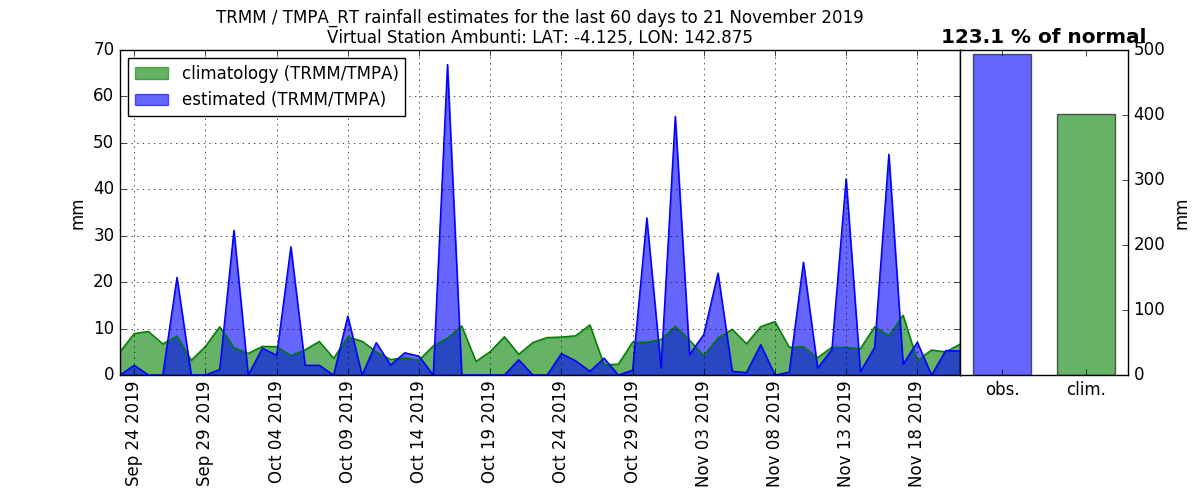 TRMM / TMPA_RT rainfall estimates for the last 60 days to 21 November 2019
Virtual Station Ambunti: LAT: -4.125, LON: 142.875
123.1 % of normal
climatology (TRMM/TMPA)
estimated (TRMM/TMPA)
70
60
50
40
30
20
10
0
mm
Sep 24 2019
Sep 29 2019
Oct 04 2019
Oct 09 2019
Oct 14 2019
Oct 19 2019
Oct 24 2019
Oct 29 2019
Nov 03 2019
Nov 08 2019
Nov 13 2019
Nov 18 2019
obs.
clim.
500
400
300
200
100
0
mm